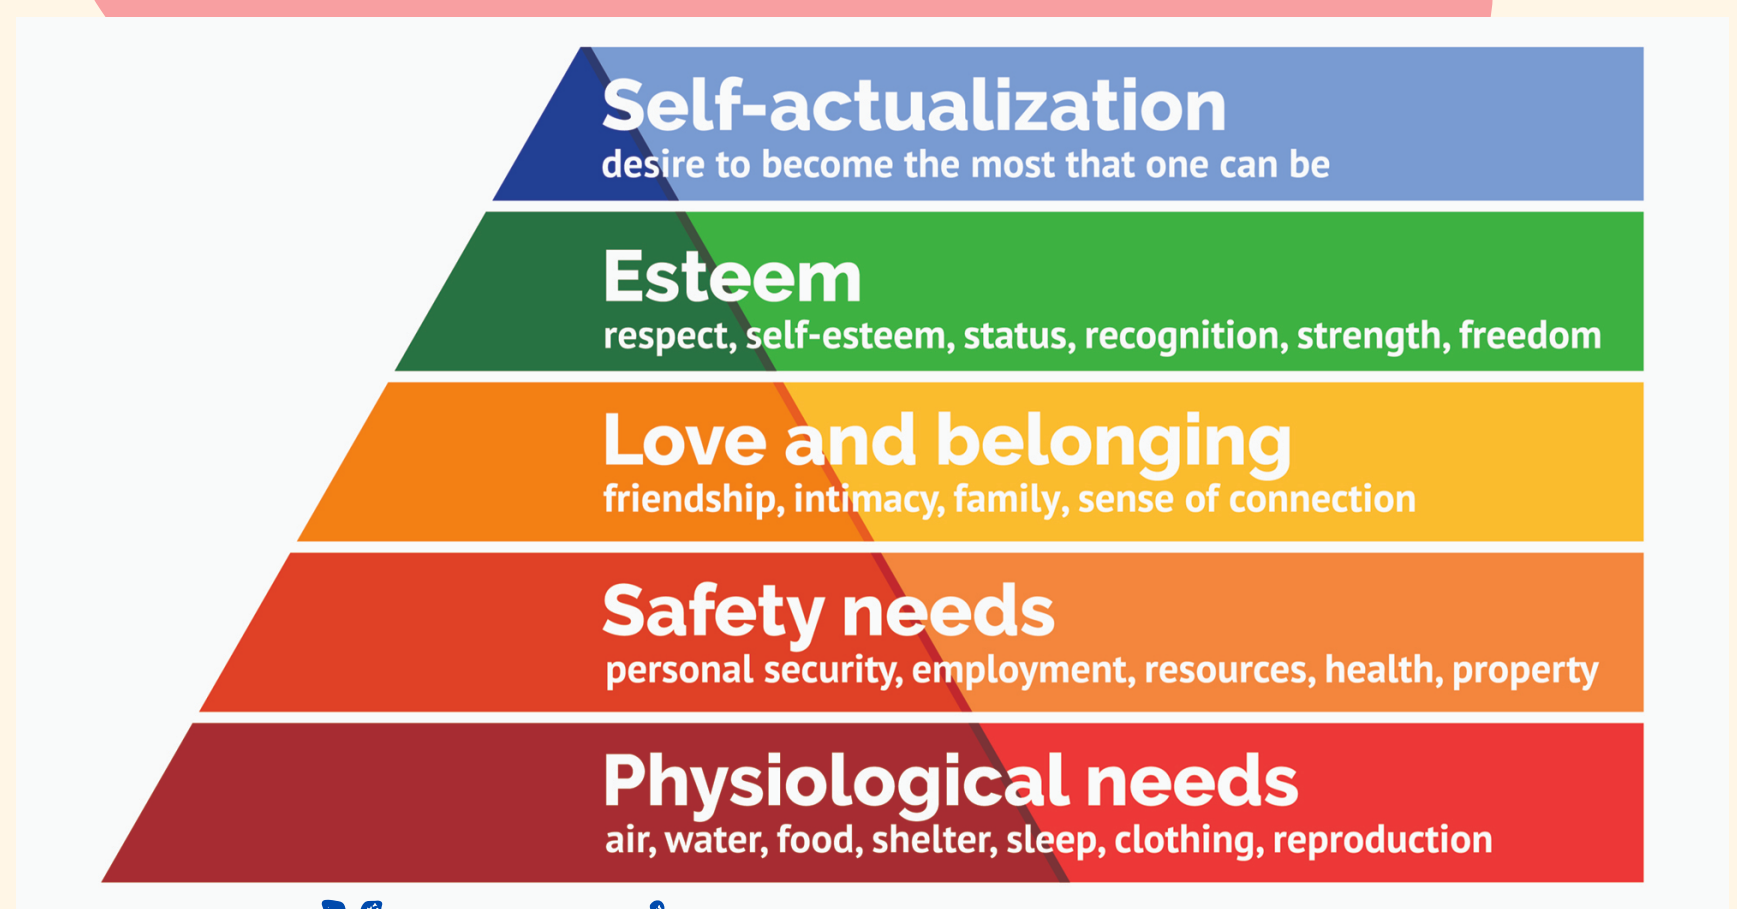 Self-actualization
desire to become the most that one can be
Esteem
respect, self-esteem, status, recognition, strength, freedom
Love and belonging
friendship, intimacy, family, sense of connection
Safety needs
personal security, employment, resources, health, property
Physiological needs
air, water, food, shelter, sleep, clothing, reproduction